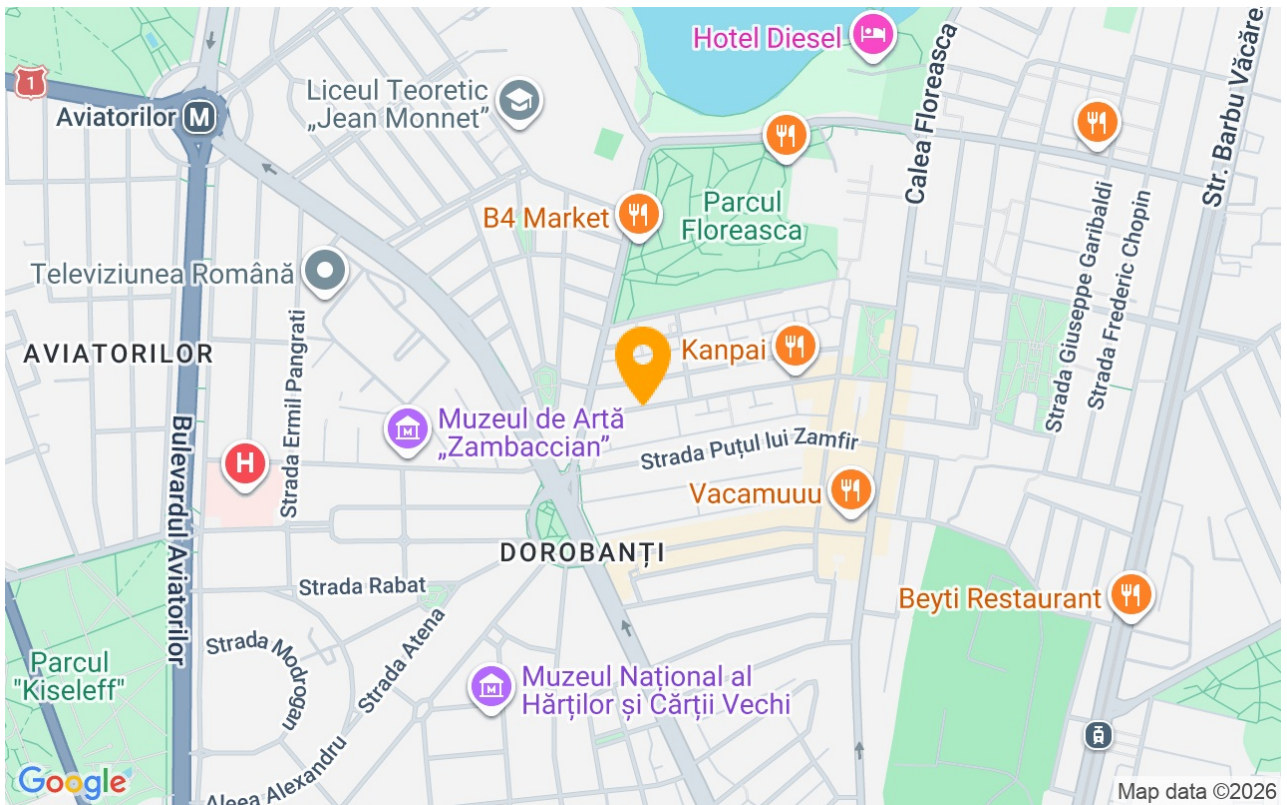 Hotel Diesel
1
Liceul Teoretic
„Jean Monnet”
Aviatorilor M
Calea Floreasca
Str. Barbu Văcăres
B4 Market
Parcul
Floreasca
Strada Giuseppe Garibaldi
Strada Frederic Chopin
Televiziunea Română
AVIATORILOR
Strada Ermil Pangrati
Kanpai
Muzeul de Artă
„Zambaccian”
Strada Puțul lui Zamfir
H
Bulevardul Aviatorilor
Vacamuuu
DOROBANȚI
Strada Rabat
Beyti Restaurant
Strada Modrogan
Strada Atena
Parcul
"Kiseleff"
Muzeul Național al
Hărților și Cărții Vechi
Aleea Alexandru
Google
Map data ©2026